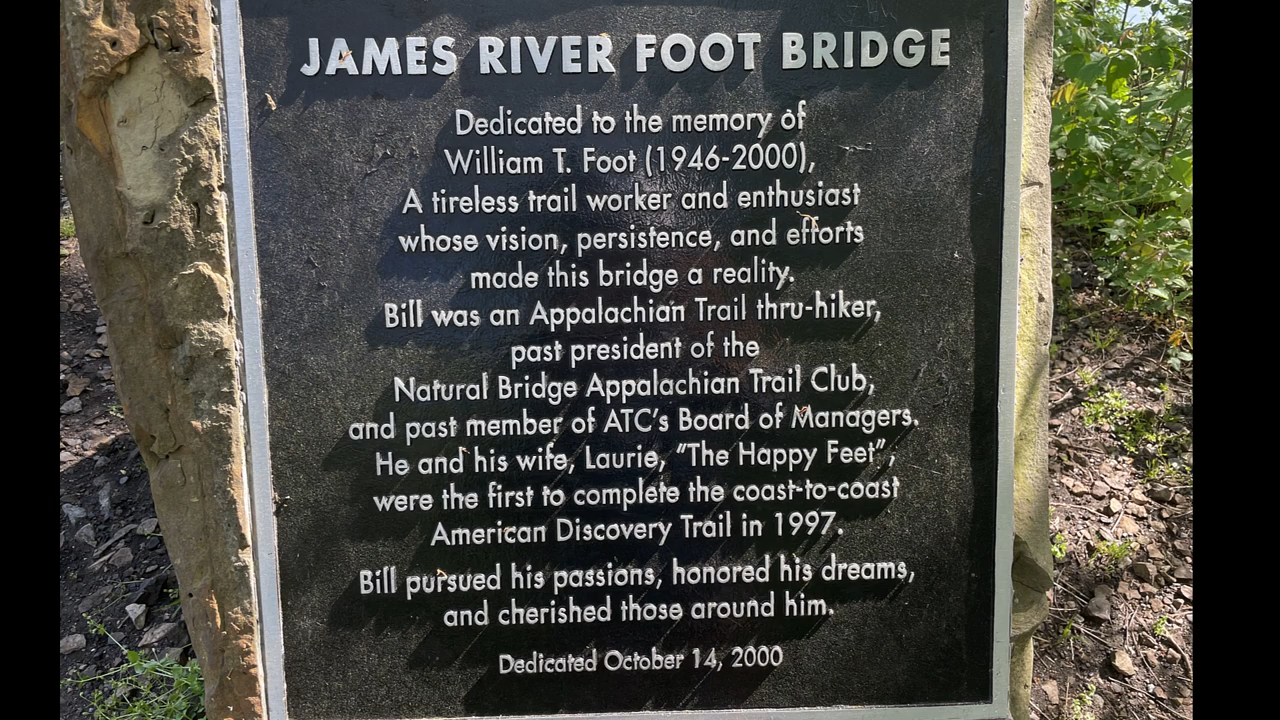 JAMES RIVER FOOT BRIDGE
Dedicated to the memory of
William T. Foot (1946-2000),
A tireless trail worker and enthusiast
whose vision, persistence, and efforts
made this bridge a reality.
Bill was an Appalachian Trail thru-hiker,
past president of the
Natural Bridge Appalachian Trail Club,
and past member of ATC's Board of Managers.
He and his wife, Laurie, "The Happy Feet",
were the first to complete the coast-to-coast
American Discovery Trail in 1997.
Bill pursued his passions, honored his dreams,
and cherished those around him.
Dedicated October 14, 2000